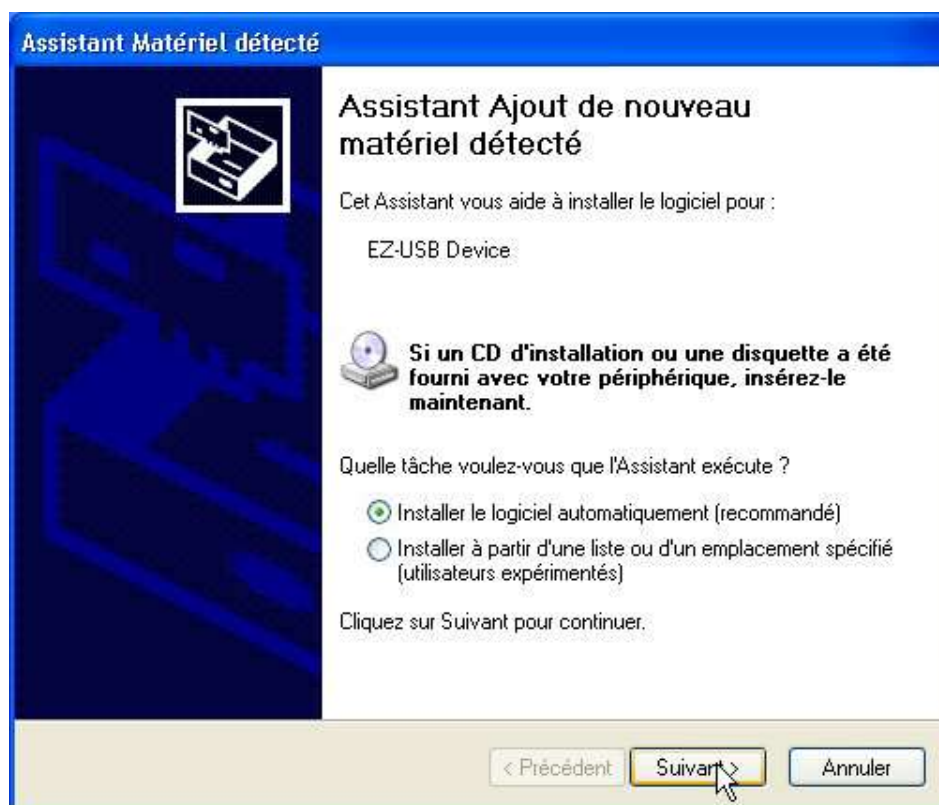 Assistant Matériel détecté
Assistant Ajout de nouveau
matériel détecté
Cet Assistant vous aide à installer le logiciel pour :
EZ-USB Device
Si un CD d'installation ou une disquette a été
fourni avec votre périphérique, insérez-le
maintenant.
Quelle tâche voulez-vous que l'Assistant exécute ?
Installer le logiciel automatiquement (recommandé)
Installer à partir d'une liste ou d'un emplacement spécifié
(utilisateurs expérimentés)
Cliquez sur Suivant pour continuer.
< Précédent Suivant > Annuler